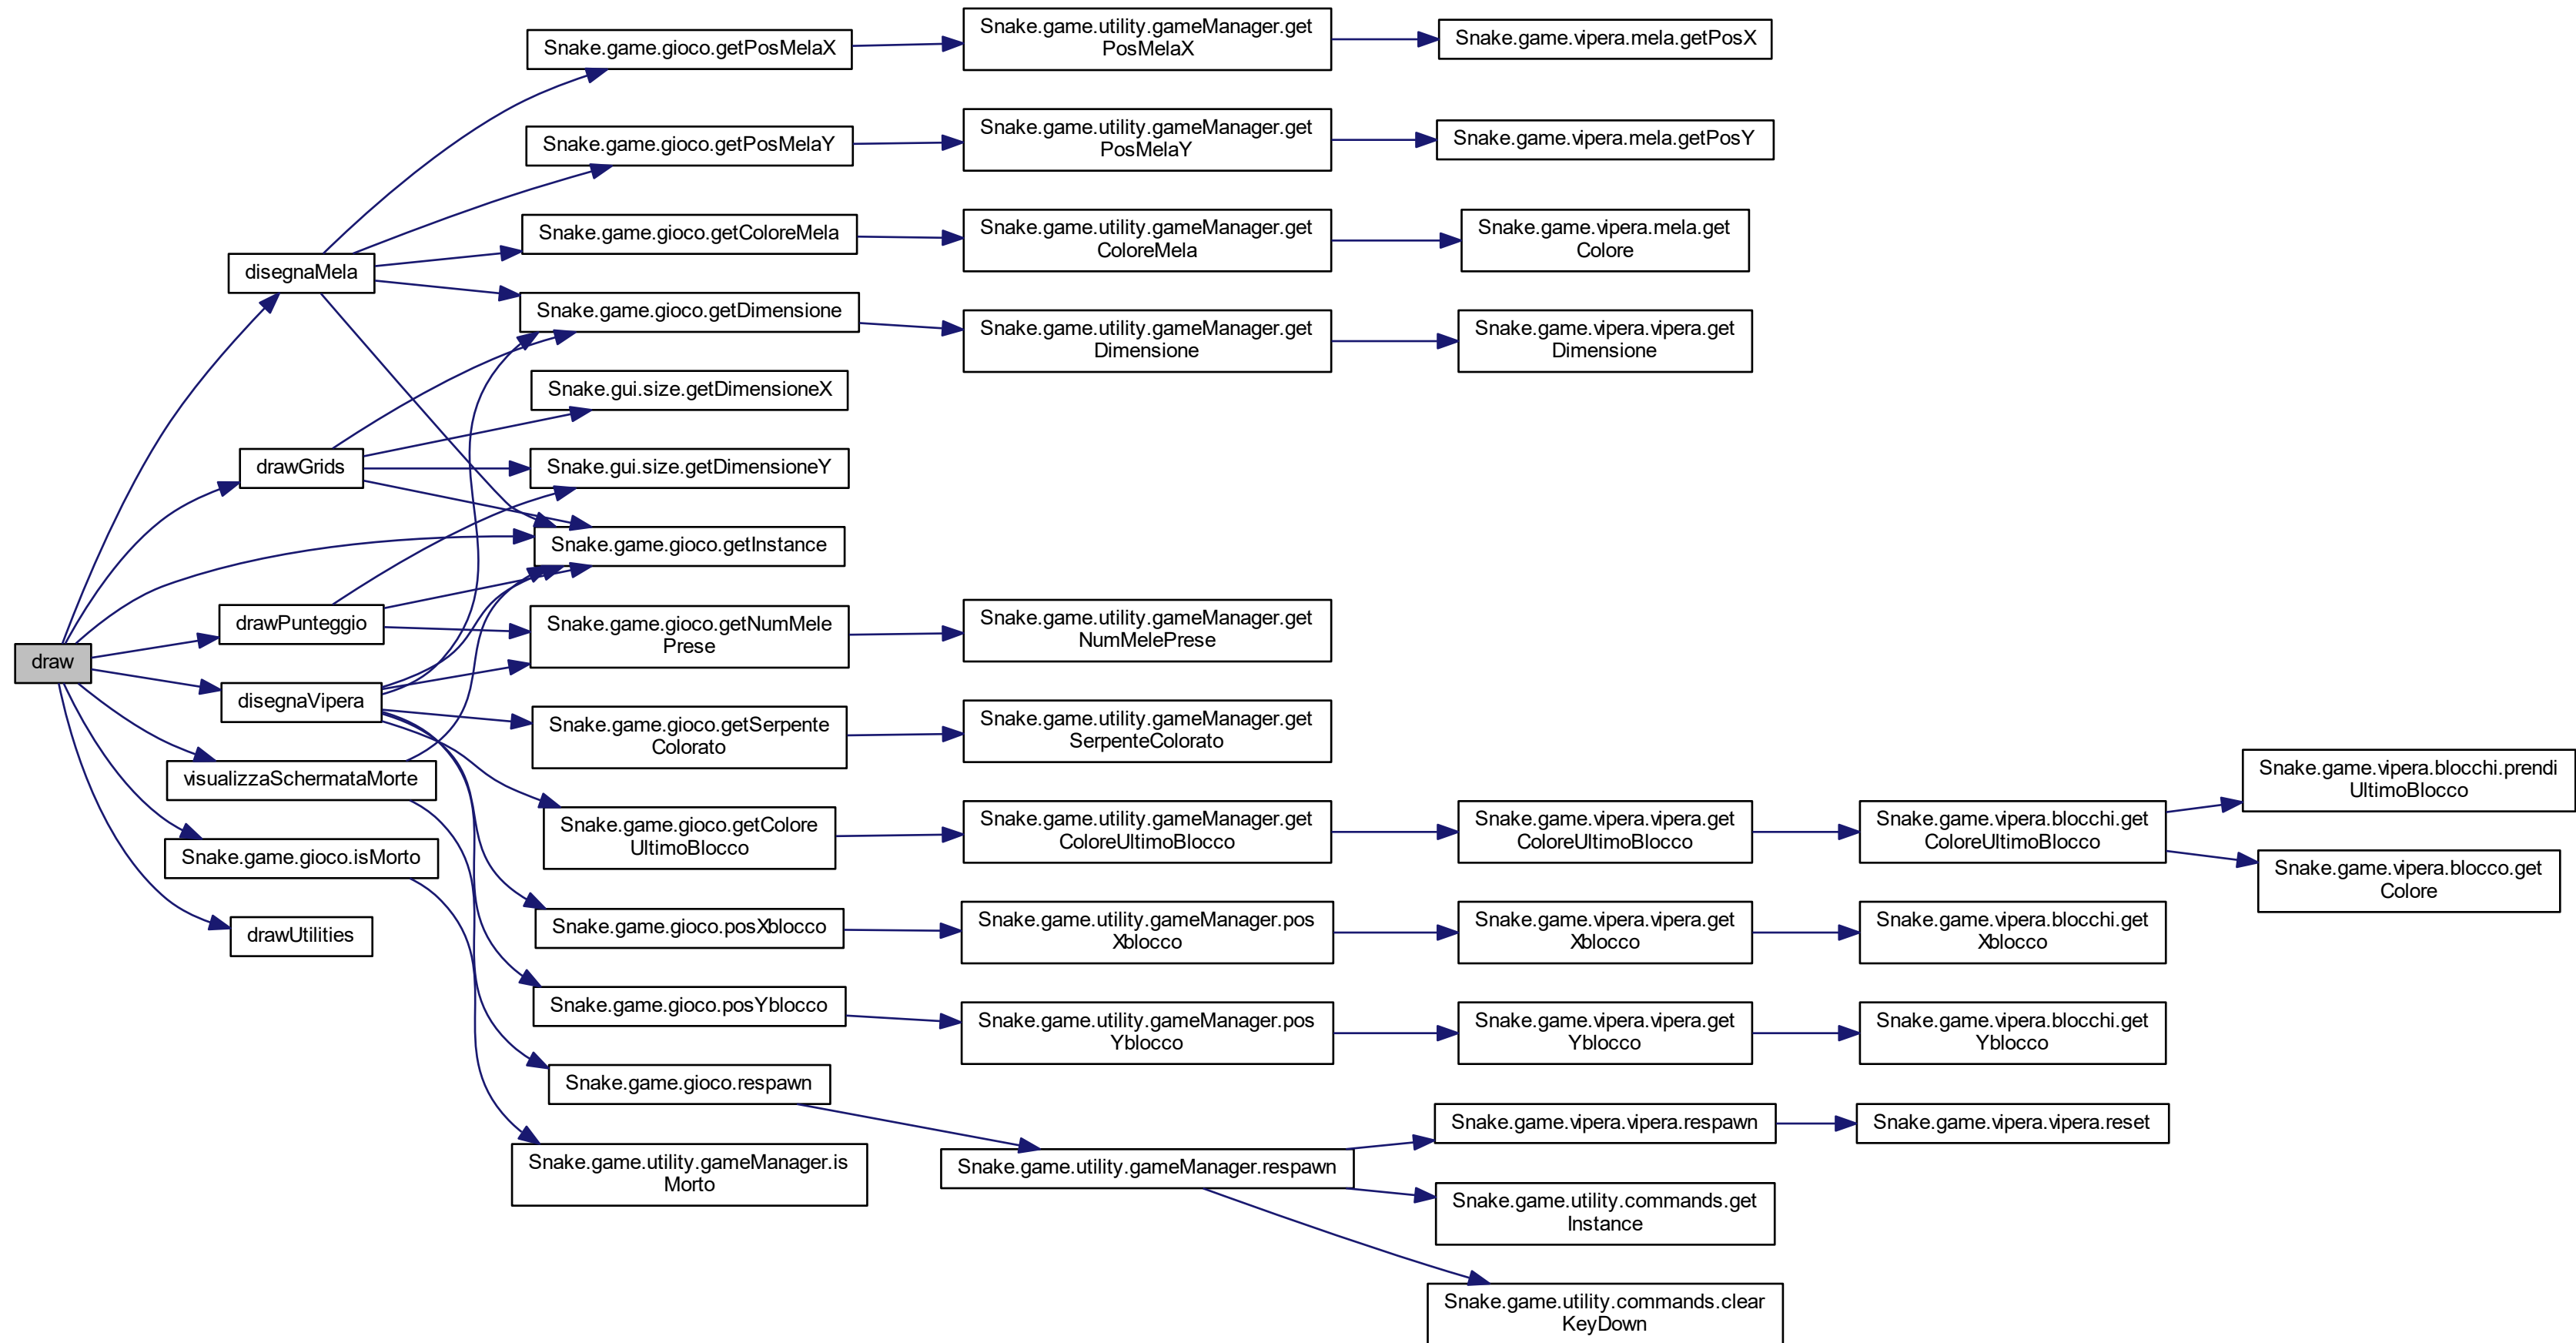 draw
disegnaMela
drawGrids
drawPunteggio
disegnaVipera
visualizzaSchermataMorte
Snake.game.gioco.isMorto
drawUtilities
Snake.game.gioco.getPosMelaX
Snake.game.gioco.getPosMelaY
Snake.game.gioco.getColoreMela
Snake.game.gioco.getDimensione
Snake.gui.size.getDimensioneX
Snake.gui.size.getDimensioneY
Snake.game.gioco.getInstance
Snake.game.gioco.getNumMele
Prese
Snake.game.gioco.getSerpente
Colorato
Snake.game.gioco.getColore
UltimoBlocco
Snake.game.gioco.posXblocco
Snake.game.gioco.posYblocco
Snake.game.gioco.respawn
Snake.game.utility.gameManager.is
Morto
Snake.game.utility.gameManager.get
PosMelaX
Snake.game.utility.gameManager.get
PosMelaY
Snake.game.utility.gameManager.get
ColoreMela
Snake.game.utility.gameManager.get
Dimensione
Snake.game.utility.gameManager.get
NumMelePrese
Snake.game.utility.gameManager.get
SerpenteColorato
Snake.game.utility.gameManager.get
ColoreUltimoBlocco
Snake.game.utility.gameManager.pos
Xblocco
Snake.game.utility.gameManager.pos
Yblocco
Snake.game.utility.gameManager.respawn
Snake.game.vipera.mela.getPosX
Snake.game.vipera.mela.getPosY
Snake.game.vipera.mela.get
Colore
Snake.game.vipera.vipera.get
Dimensione
Snake.game.vipera.vipera.get
ColoreUltimoBlocco
Snake.game.vipera.vipera.get
Xblocco
Snake.game.vipera.vipera.get
Yblocco
Snake.game.vipera.vipera.respawn
Snake.game.utility.commands.get
Instance
Snake.game.utility.commands.clear
KeyDown
Snake.game.vipera.blocchi.get
ColoreUltimoBlocco
Snake.game.vipera.blocchi.get
Xblocco
Snake.game.vipera.blocchi.get
Yblocco
Snake.game.vipera.vipera.reset
Snake.game.vipera.blocchi.prendi
UltimoBlocco
Snake.game.vipera.blocco.get
Colore